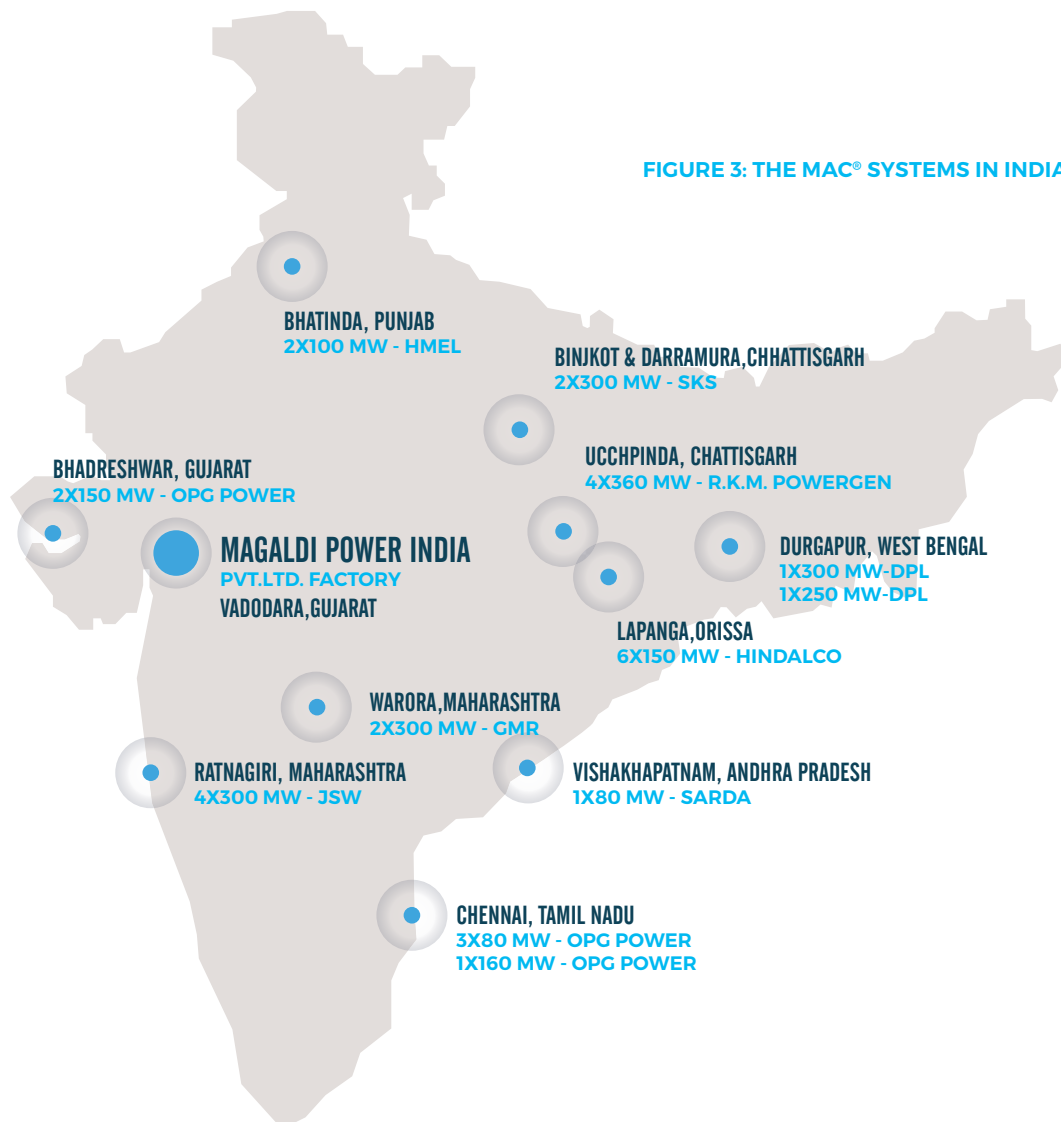 FIGURE 3: THE MAC® SYSTEMS IN INDIA
BHATINDA, PUNJAB
2X100 MW - HMEL
BINJKOT & DARRAMURA,CHHATTISGARH
2X300 MW - SKS
UCCHPINDA, CHATTISGARH
4X360 MW - R.K.M. POWERGEN
BHADRESHWAR, GUJARAT
2X150 MW - OPG POWER
MAGALDI POWER INDIA
PVT.LTD. FACTORY
VADODARA,GUJARAT
DURGAPUR, WEST BENGAL
1X300 MW-DPL
1X250 MW-DPL
LAPANGA,ORISSA
6X150 MW - HINDALCO
WARORA,MAHARASHTRA
2X300 MW - GMR
RATNAGIRI, MAHARASHTRA
4X300 MW - JSW
VISHAKHAPATNAM, ANDHRA PRADESH
1X80 MW - SARDA
CHENNAI, TAMIL NADU
3X80 MW - OPG POWER
1X160 MW - OPG POWER